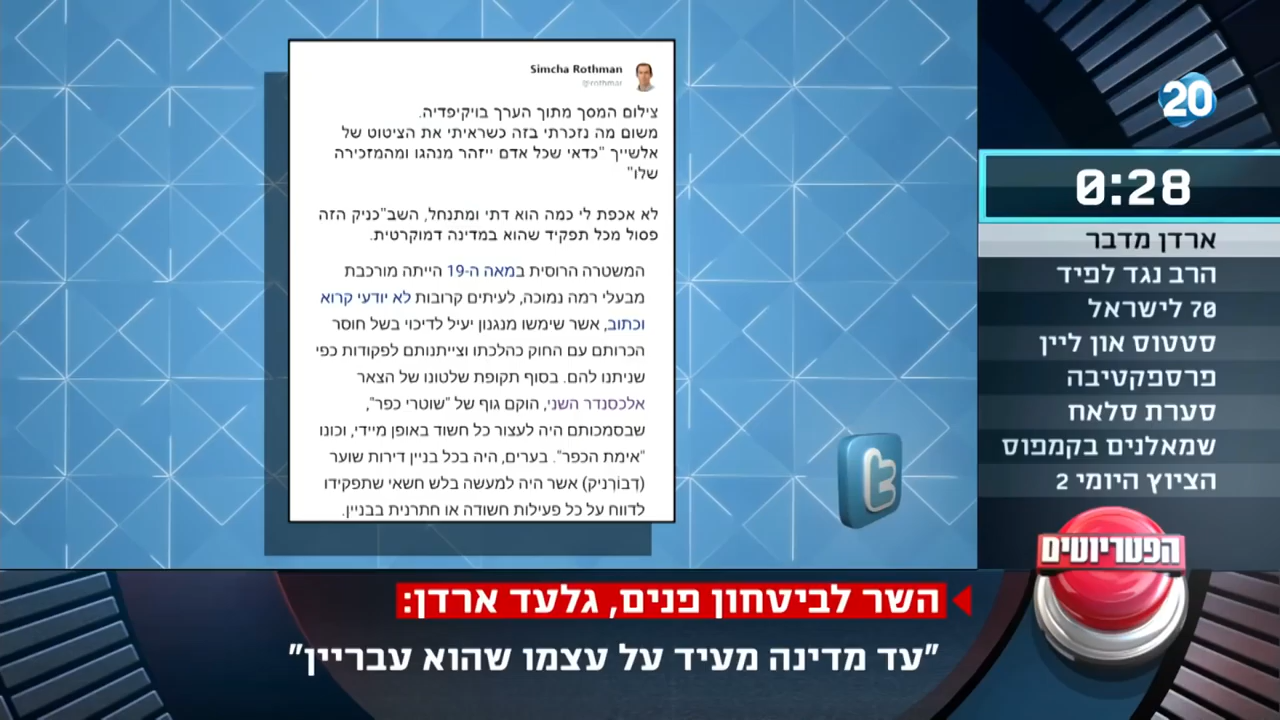 Simcha Rothman
@rothmar
צילום המסך מתוך הערך בויקיפדיה.
משום מה נזכרתי בזה כשראיתי את הציטוט של
אלשייך "כדאי שכל אדם ייזהר מנהגו ומהמזכירה
שלו"
לא אכפת לי כמה הוא דתי ומתנחל, השב"כניק הזה
פסול מכל תפקיד שהוא במדינה דמוקרטית.
המשטרה הרוסית במאה ה-19 הייתה מורכבת
מבעלי רמה נמוכה, לעיתים קרובות לא יודעי קרוא
וכתוב, אשר שימשו מנגנון יעיל לדיכוי בשל חוסר
הכרותם עם החוק כהלכתו וצייתנותם לפקודות כפי
שניתנו להם. בסוף תקופת שלטונו של הצאר
אלכסנדר השני, הוקם גוף של "שוטרי כפר",
שבסמכותם היה לעצור כל חשוד באופן מיידי, וכונו
"אימת הכפר". בערים, היה בכל בניין דירות שוער
(דְבוֹרְניק) אשר היה למעשה בלש חשאי שתפקידו
לדווח על כל פעילות חשודה או חתרנית בבניין.
20
0:28
ארדן מדבר
הרב נגד לפיד
70 לישראל
סטטוס און ליין
פרספקטיבה
סערת סלאח
שמאלנים בקמפוס
הציוץ היומי 2
הפטריוטים
השר לביטחון פנים, גלעד ארדן:
"עד מדינה מעיד על עצמו שהוא עבריין"